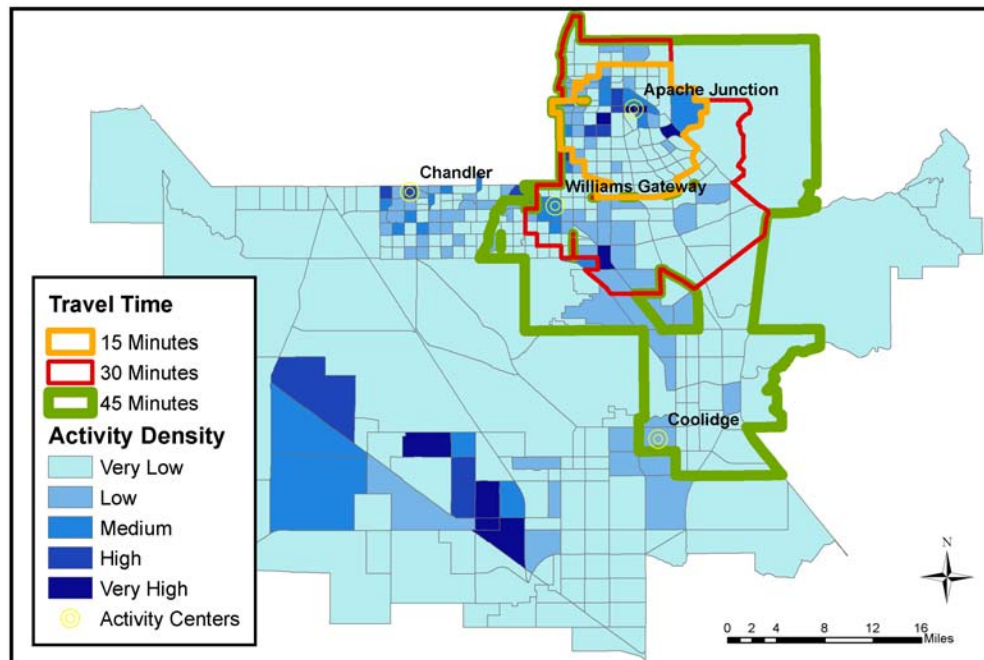 Apache Junction
Chandler
Williams Gateway
Coolidge
Travel Time
15 Minutes
30 Minutes
45 Minutes
Activity Density
Very Low
Low
Medium
High
Very High
Activity Centers
N
0 2 4 8 12 16
Miles